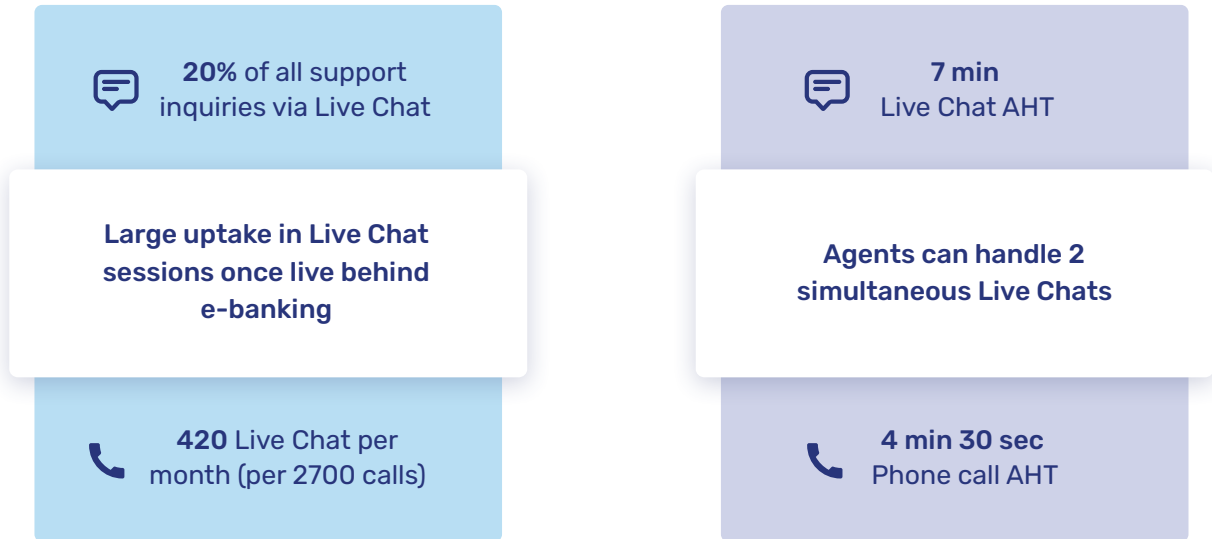 20% of all support
inquiries via Live Chat
Large uptake in Live Chat
sessions once live behind
e-banking
420 Live Chat per
month (per 2700 calls)
7 min
Live Chat AHT
Agents can handle 2
simultaneous Live Chats
4 min 30 sec
Phone call AHT